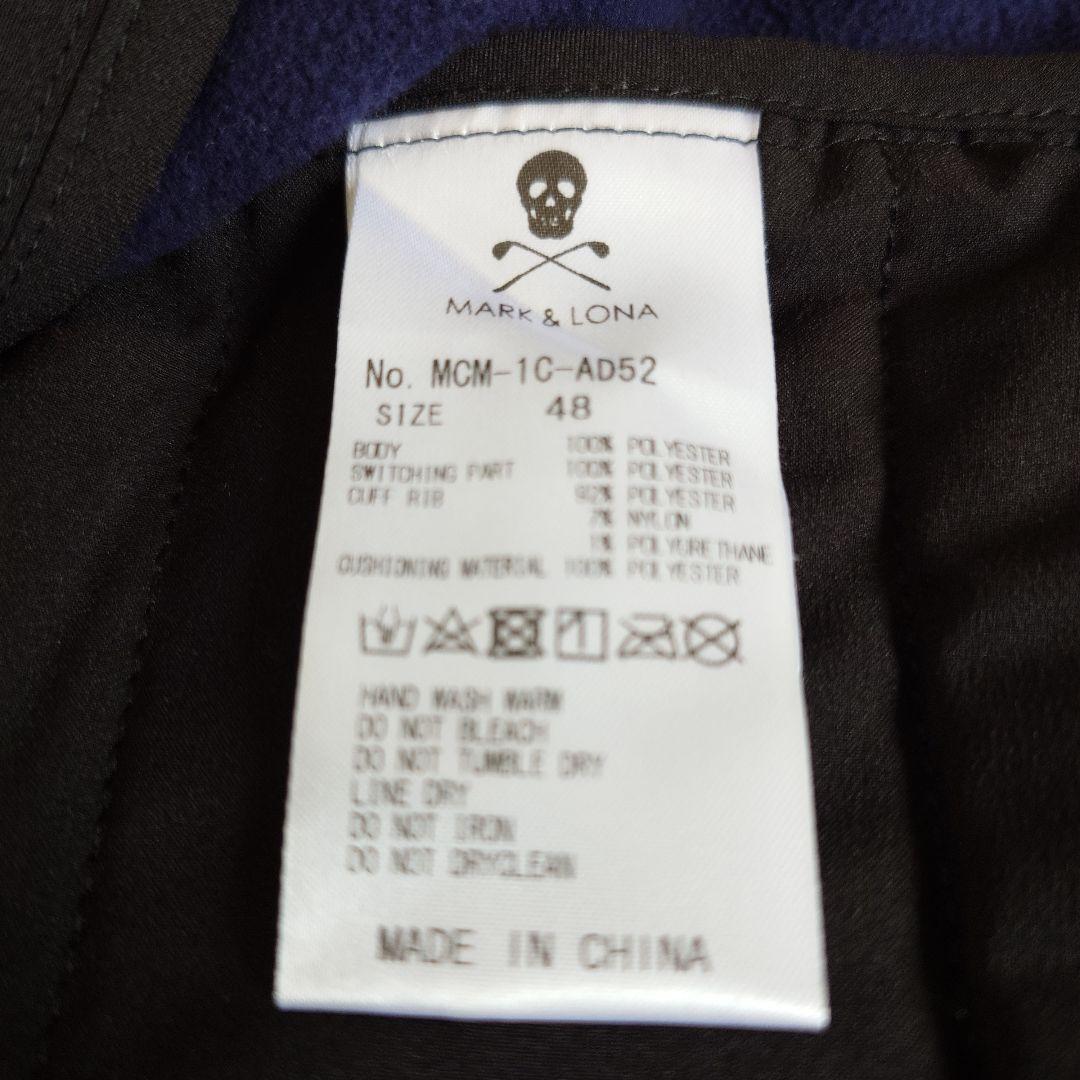 MARK & LONA
No. MCM-1C-AD52
SIZE 48
BODY 100% POLYESTER
SWITCHING PART 100% POLYESTER
CUFF RIB 92% POLYESTER
7% NYLON
1% POLYURETHANE
CUSHIONING MATERIAL 100% POLYESTER
HAND WASH WARM
DO NOT BLEACH
DO NOT TUMBLE DRY
LINE DRY
DO NOT IRON
DO NOT DRYCLEAN
MADE IN CHINA